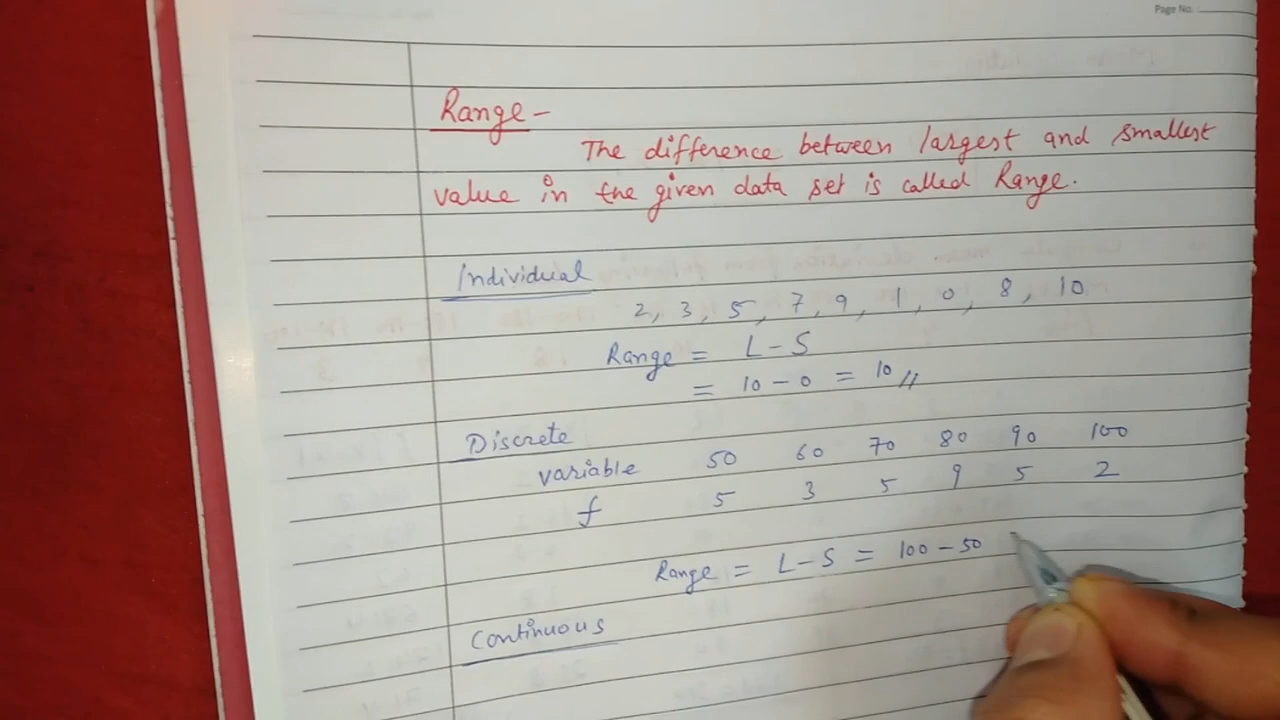 Page No.
Range -
The difference between largest and smallest
value in the given data set is called Range.
Individual
2, 3, 5, 7, 9, 1, 0, 8, 10
Range = L - S
= 10 - 0 = 10 //
Discrete
variable 50 60 70 80 90 100
f 5 3 5 9 5 2
Range = L - S = 100 - 50
Continuous